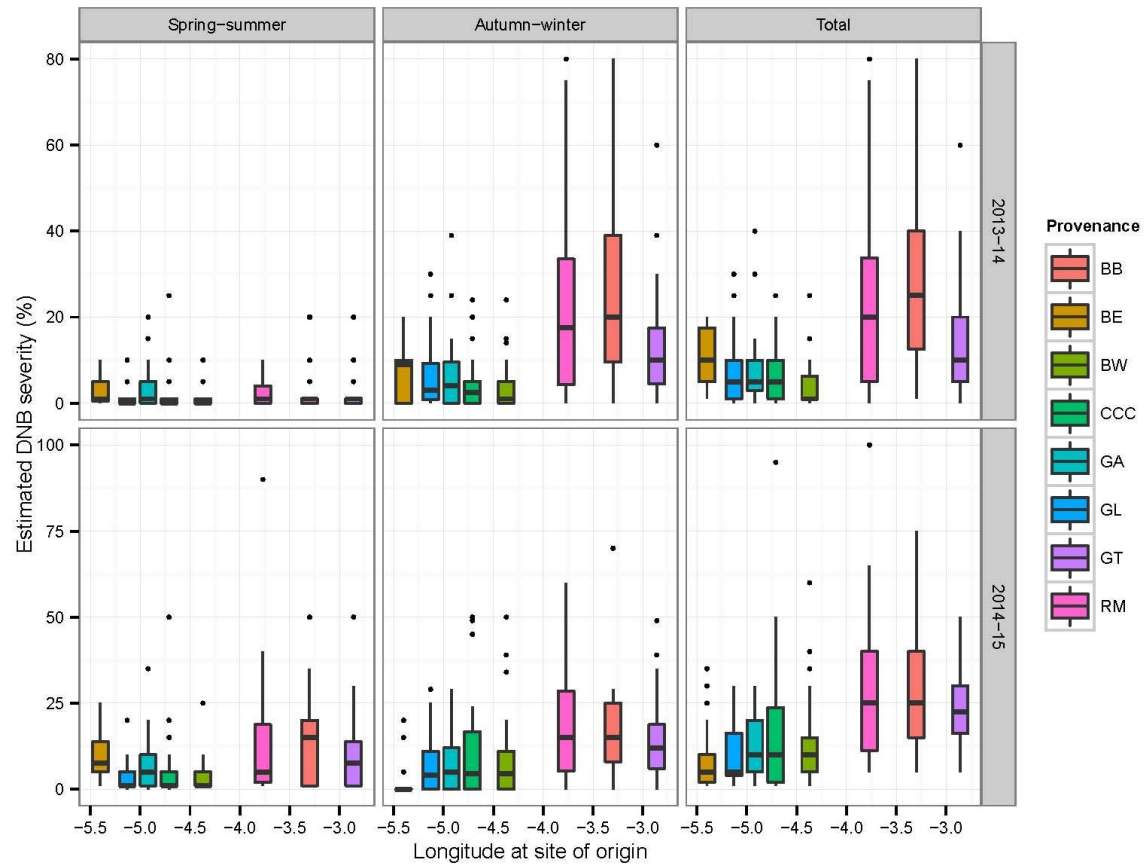 Spring−summer Autumn−winter Total
Estimated DNB severity (%)
80
60
40
20
0
2013−14
100
75
50
25
0
2014−15
−5.5 −5.0 −4.5 −4.0 −3.5 −3.0 −5.5 −5.0 −4.5 −4.0 −3.5 −3.0 −5.5 −5.0 −4.5 −4.0 −3.5 −3.0
Longitude at site of origin
Provenance
BB
BE
BW
CCC
GA
GL
GT
RM